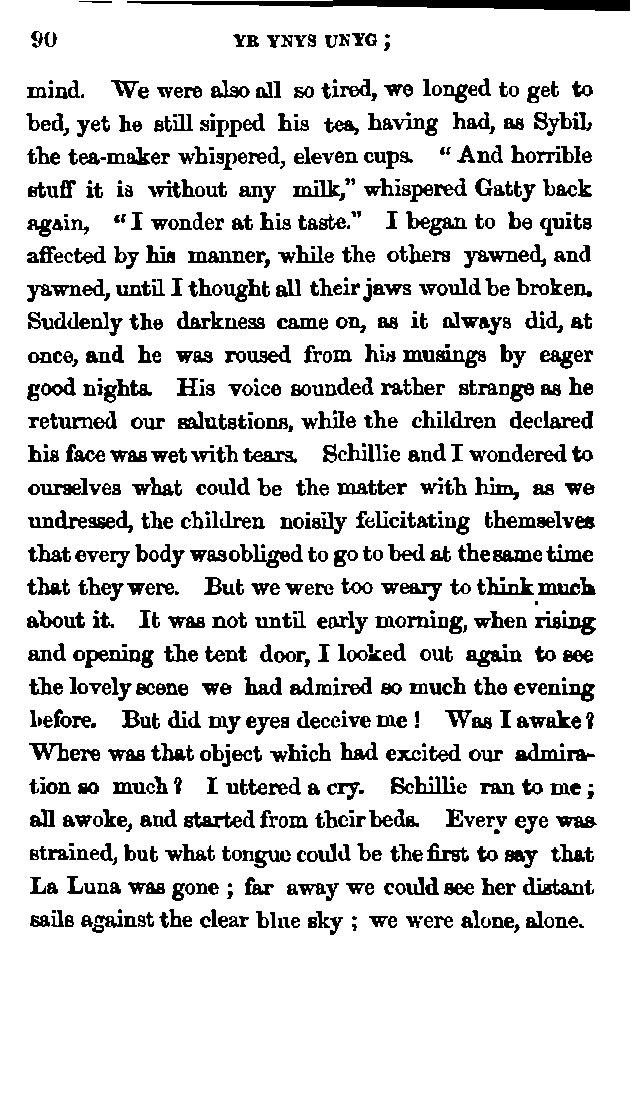 90 YR YNYS UNYG ;
mind. We were also all so tired, we longed to get to
bed, yet he still sipped his tea, having had, as Sybil,
the tea-maker whispered, eleven cups. “ And horrible
stuff it is without any milk,” whispered Gatty back
again, “ I wonder at his taste.” I began to be quits
affected by his manner, while the others yawned, and
yawned, until I thought all their jaws would be broken.
Suddenly the darkness came on, as it always did, at
once, and he was roused from his musings by eager
good nights. His voice sounded rather strange as he
returned our salutstions, while the children declared
his face was wet with tears. Schillie and I wondered to
ourselves what could be the matter with him, as we
undressed, the children noisily felicitating themselves
that every body was obliged to go to bed at the same time
that they were. But we were too weary to think much
about it. It was not until early morning, when rising
and opening the tent door, I looked out again to see
the lovely scene we had admired so much the evening
before. But did my eyes deceive me ! Was I awake ?
Where was that object which had excited our admira-
tion so much ? I uttered a cry. Schillie ran to me ;
all awoke, and started from their beds. Every eye was
strained, but what tongue could be the first to say that
La Luna was gone ; far away we could see her distant
sails against the clear blue sky ; we were alone, alone.